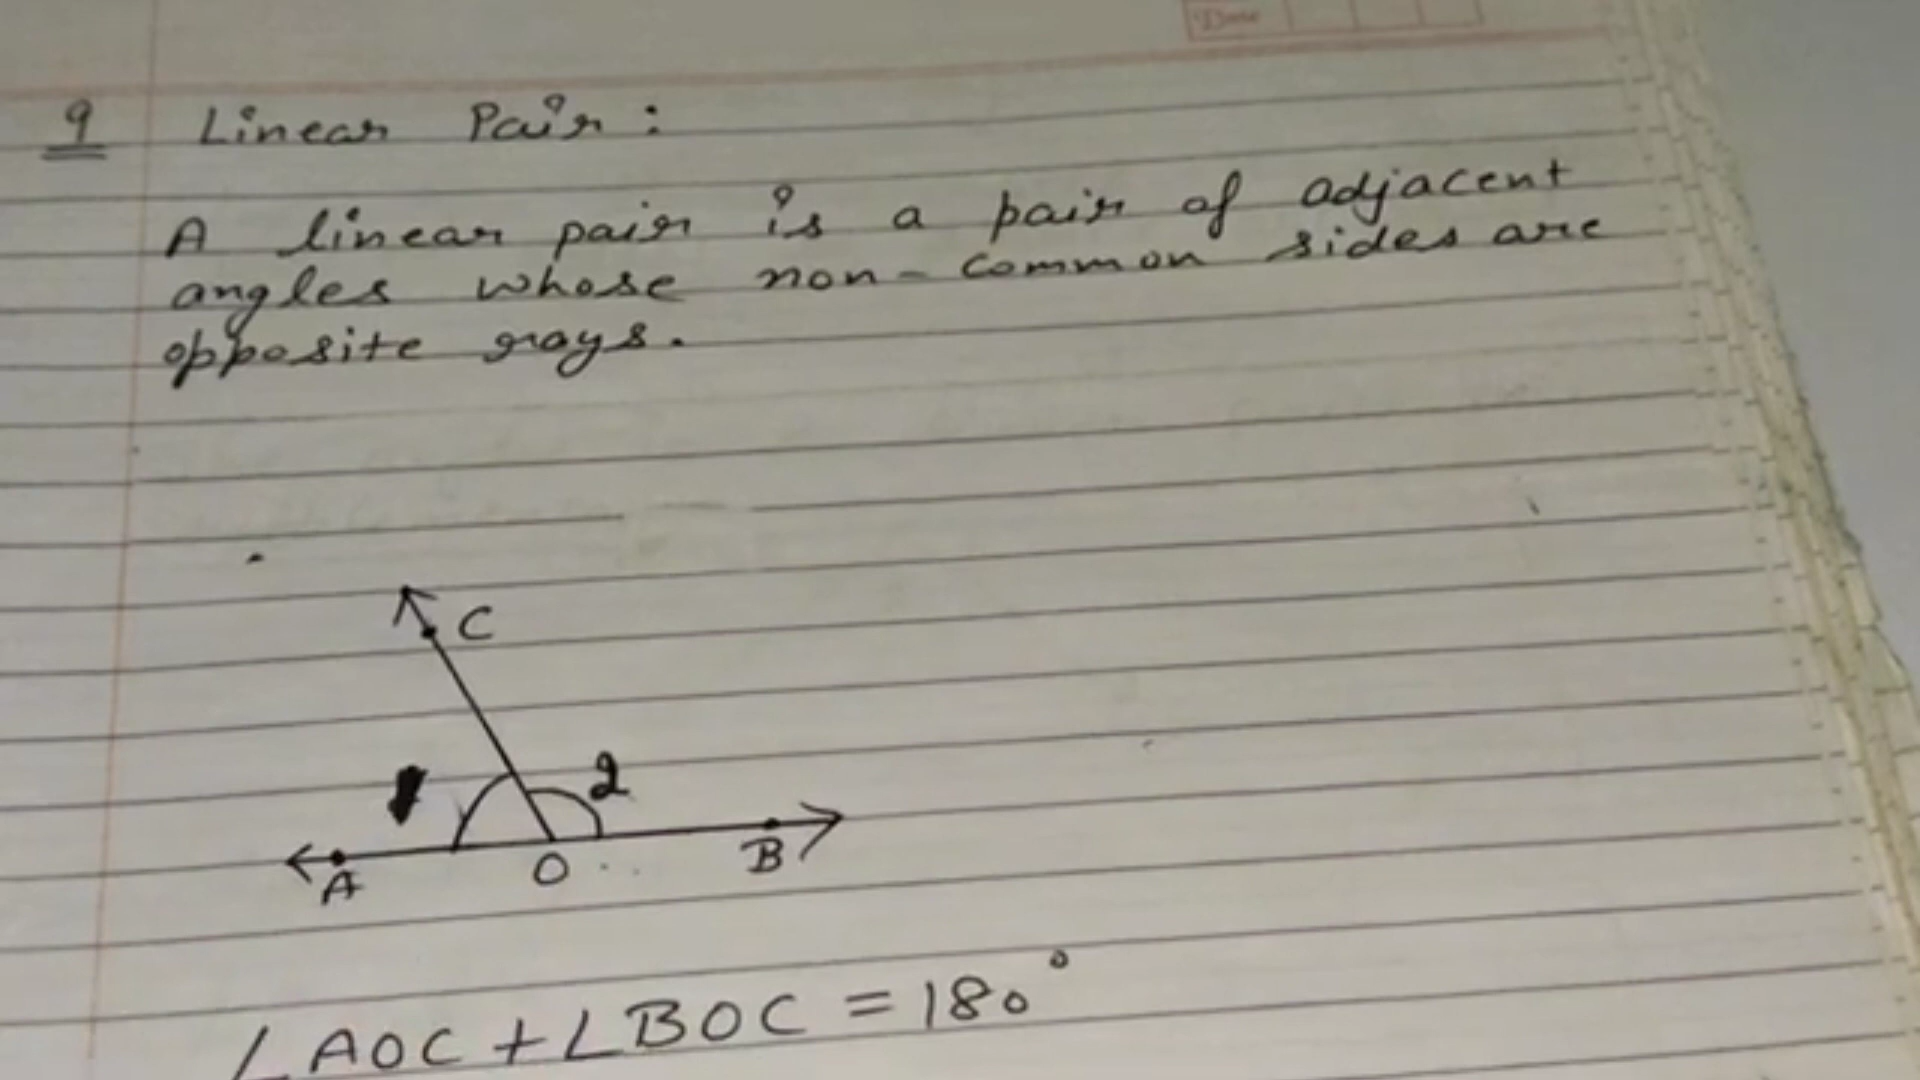 Date
9 Linear Pair :
A linear pair is a pair of adjacent
angles whose non-common sides are
opposite rays.
C
1 2
A O B
∠AOC + ∠BOC = 180°